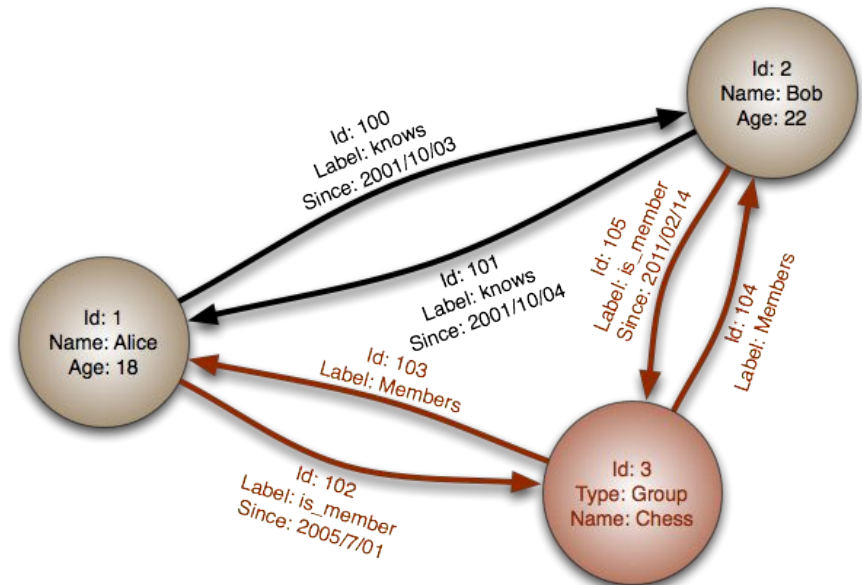 Id: 2
Name: Bob
Age: 22
Id: 100
Label: knows
Since: 2001/10/03
Id: 101
Label: knows
Since: 2001/10/04
Id: 105
Label: is_member
Since: 2011/02/14
Id: 104
Label: Members
Id: 1
Name: Alice
Age: 18
Id: 103
Label: Members
Id: 102
Label: is_member
Since: 2005/7/01
Id: 3
Type: Group
Name: Chess